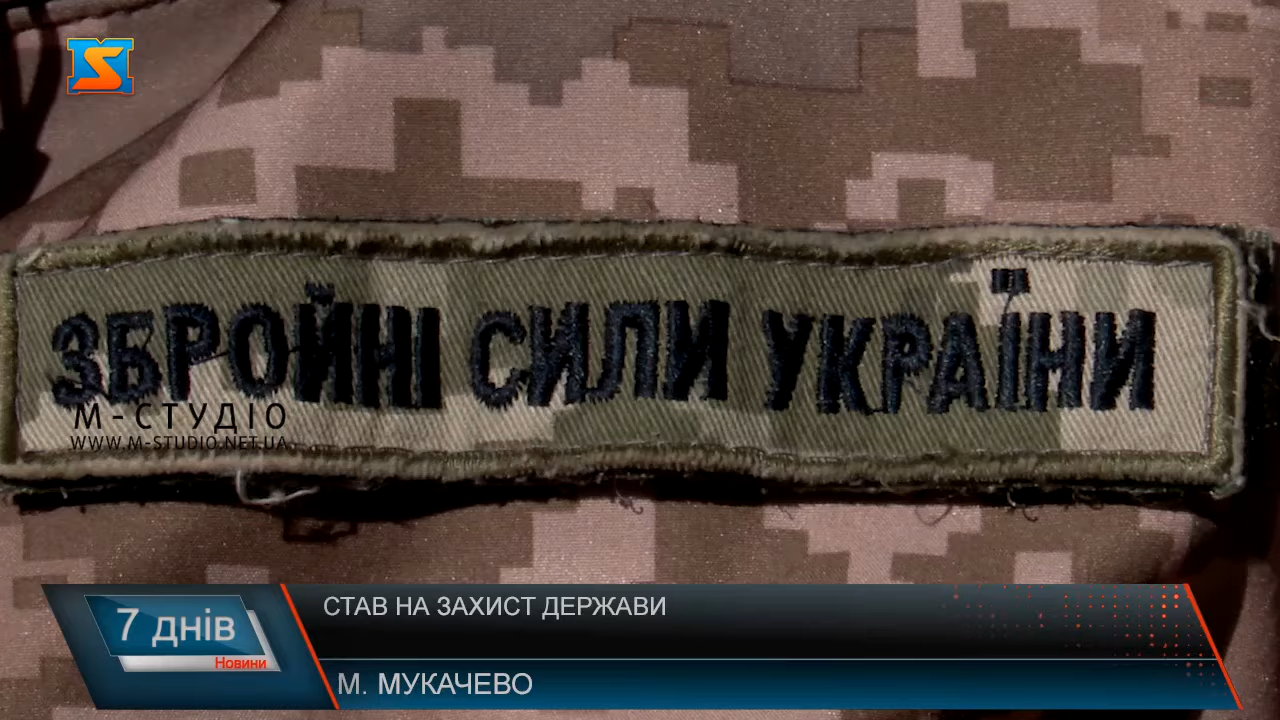 ЗБРОЙНІ СИЛИ УКРАЇНИ
М-СТУДІО
WWW.M-STUDIO.NET.UA
7 днів
Новини
СТАВ НА ЗАХИСТ ДЕРЖАВИ
М. МУКАЧЕВО